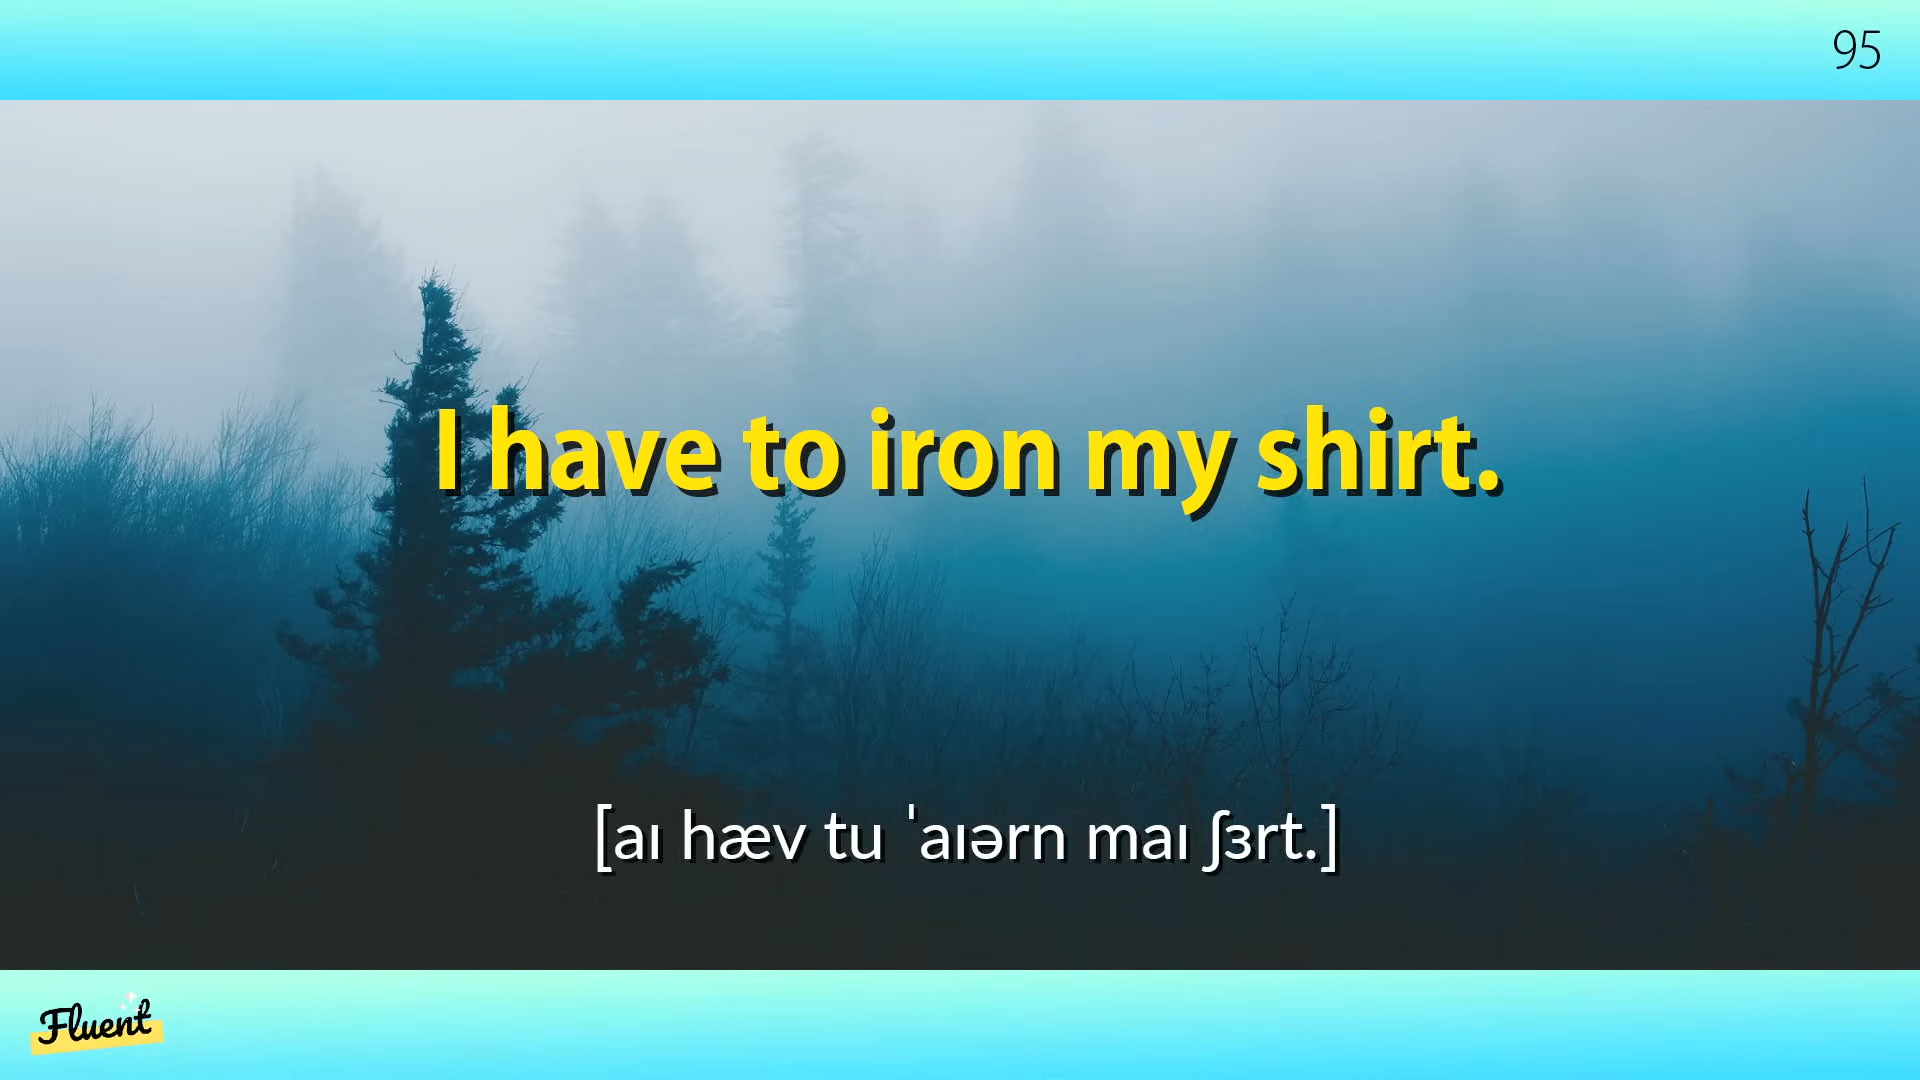 95
I have to iron my shirt.
[aɪ hæv tu ˈaɪərn maɪ ʃɜrt.]
Fluent